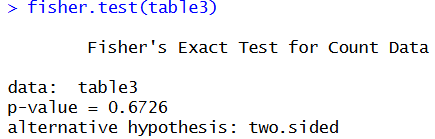 > fisher.test(table3)
Fisher's Exact Test for Count Data
data:  table3
p-value = 0.6726
alternative hypothesis: two.sided